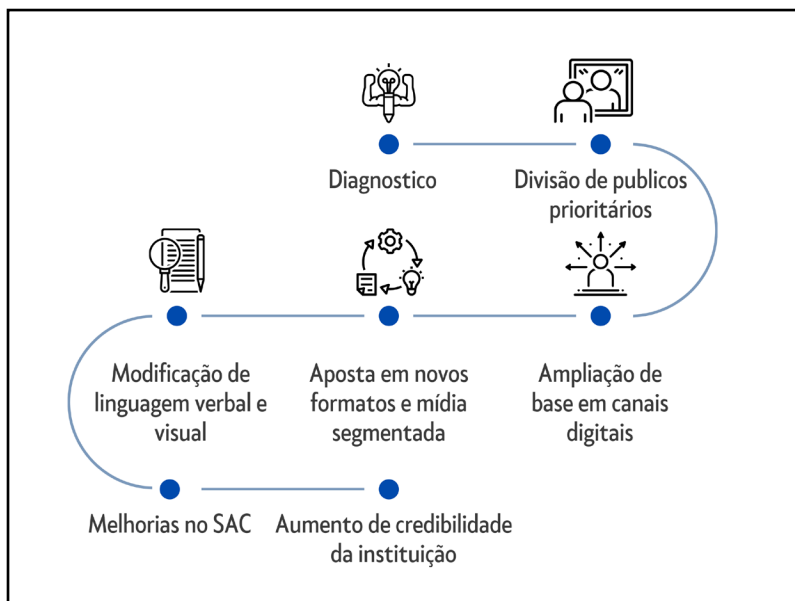 Diagnostico
Divisão de publicos
prioritários
Modificação de
linguagem verbal e
visual
Aposta em novos
formatos e mídia
segmentada
Ampliação de
base em canais
digitais
Melhorias no SAC
Aumento de credibilidade
da instituição